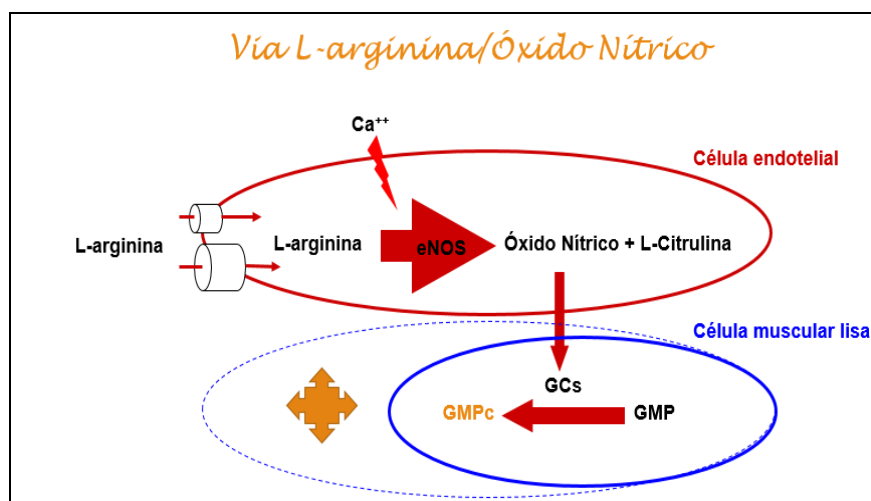 Via L-arginina/Óxido Nítrico
Ca⁺⁺
Célula endotelial
L-arginina
L-arginina
eNOS
Óxido Nítrico + L-Citrulina
Célula muscular lisa
GCs
GMPc
GMP